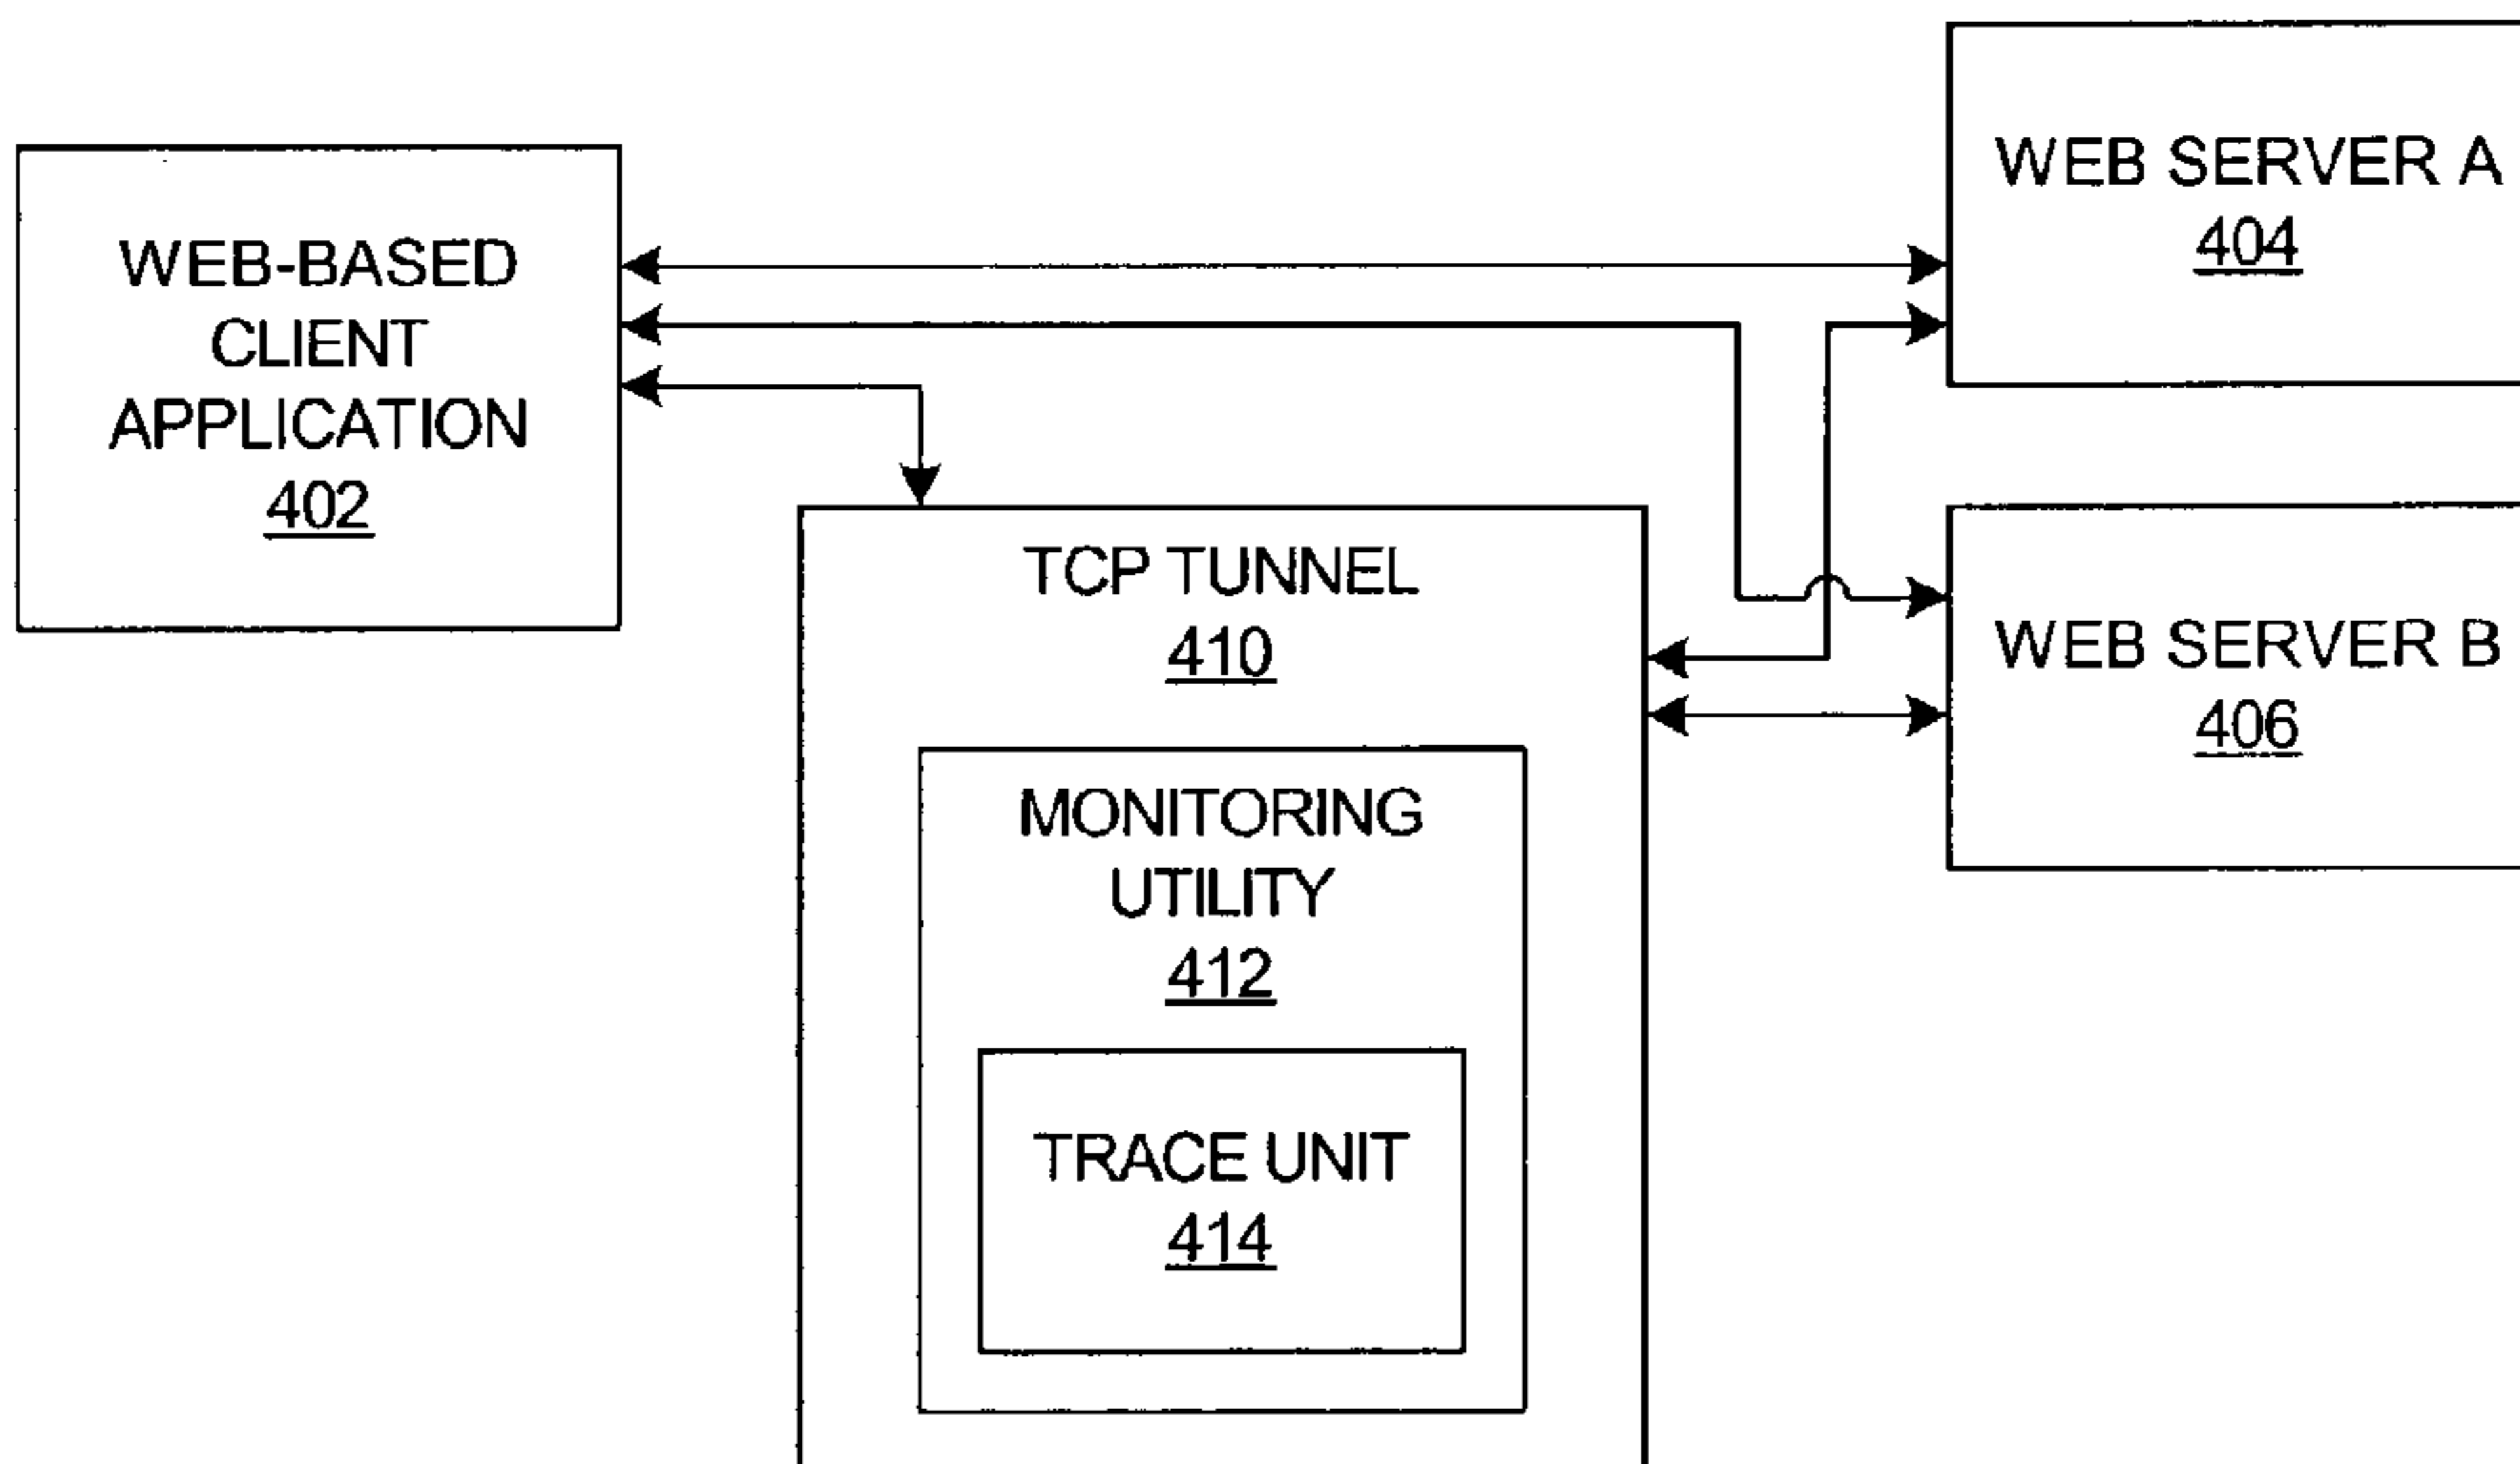 WEB-BASED
CLIENT
APPLICATION
402
WEB SERVER A
404
WEB SERVER B
406
TCP TUNNEL
410
MONITORING
UTILITY
412
TRACE UNIT
414